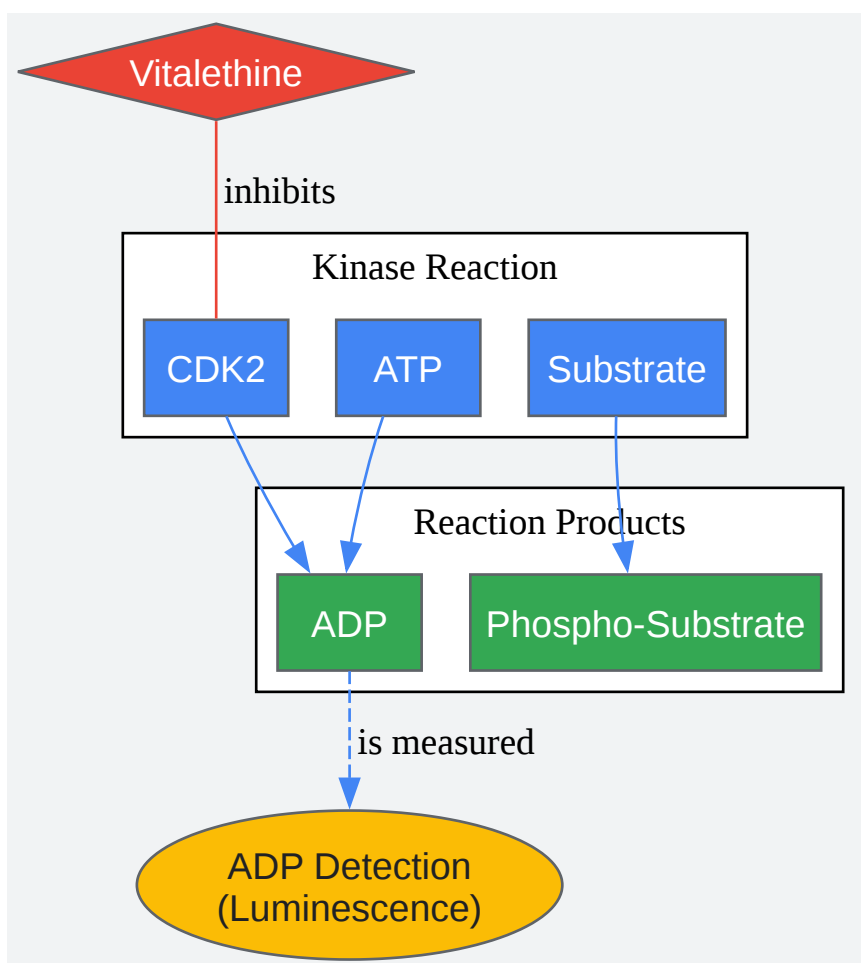 Vitalethine
inhibits
Kinase Reaction
CDK2
ATP
Substrate
Reaction Products
ADP
Phospho-Substrate
is measured
ADP Detection
(Luminescence)